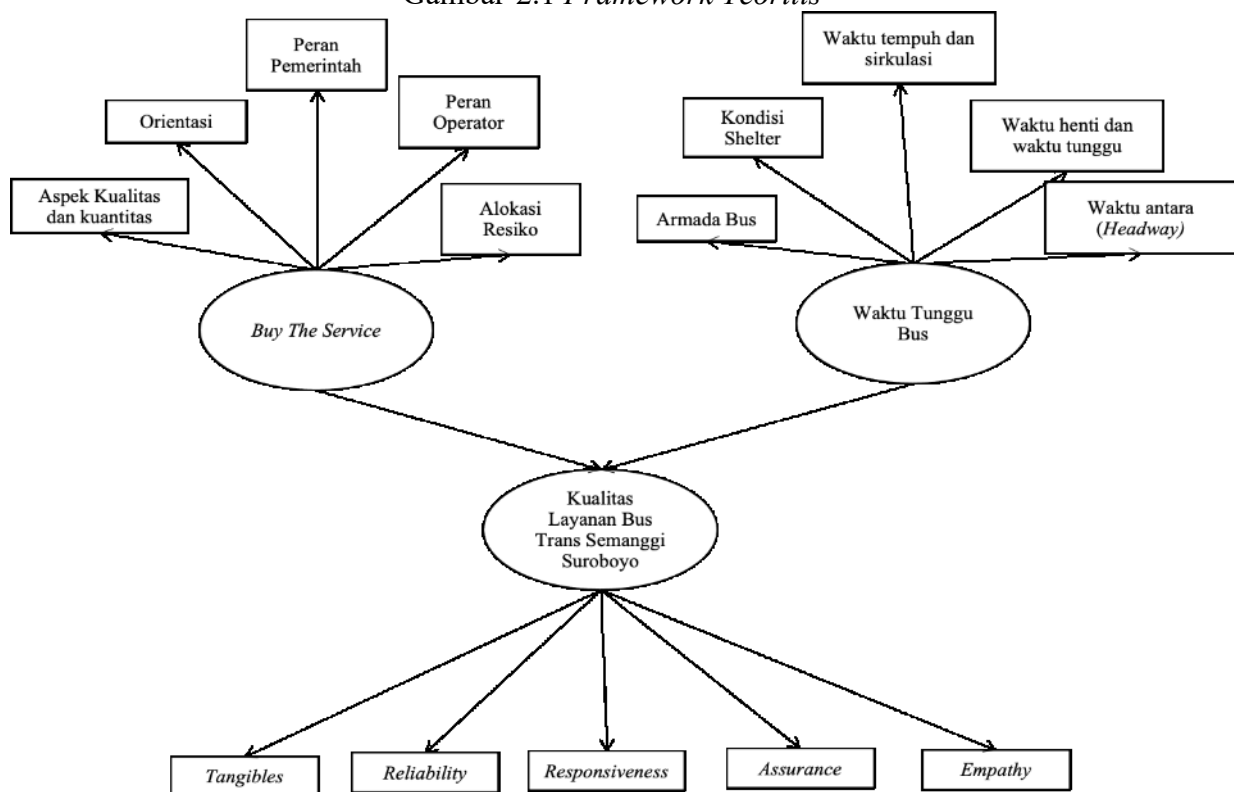 Gambar 2.1 Framework Teoritis
Peran
Pemerintah
Orientasi
Peran
Operator
Aspek Kualitas
dan kuantitas
Alokasi
Resiko
Buy The Service
Waktu tempuh dan
sirkulasi
Kondisi
Shelter
Waktu henti dan
waktu tunggu
Armada Bus
Waktu antara
(Headway)
Waktu Tunggu
Bus
Kualitas
Layanan Bus
Trans Semanggi
Suroboyo
Tangibles
Reliability
Responsiveness
Assurance
Empathy